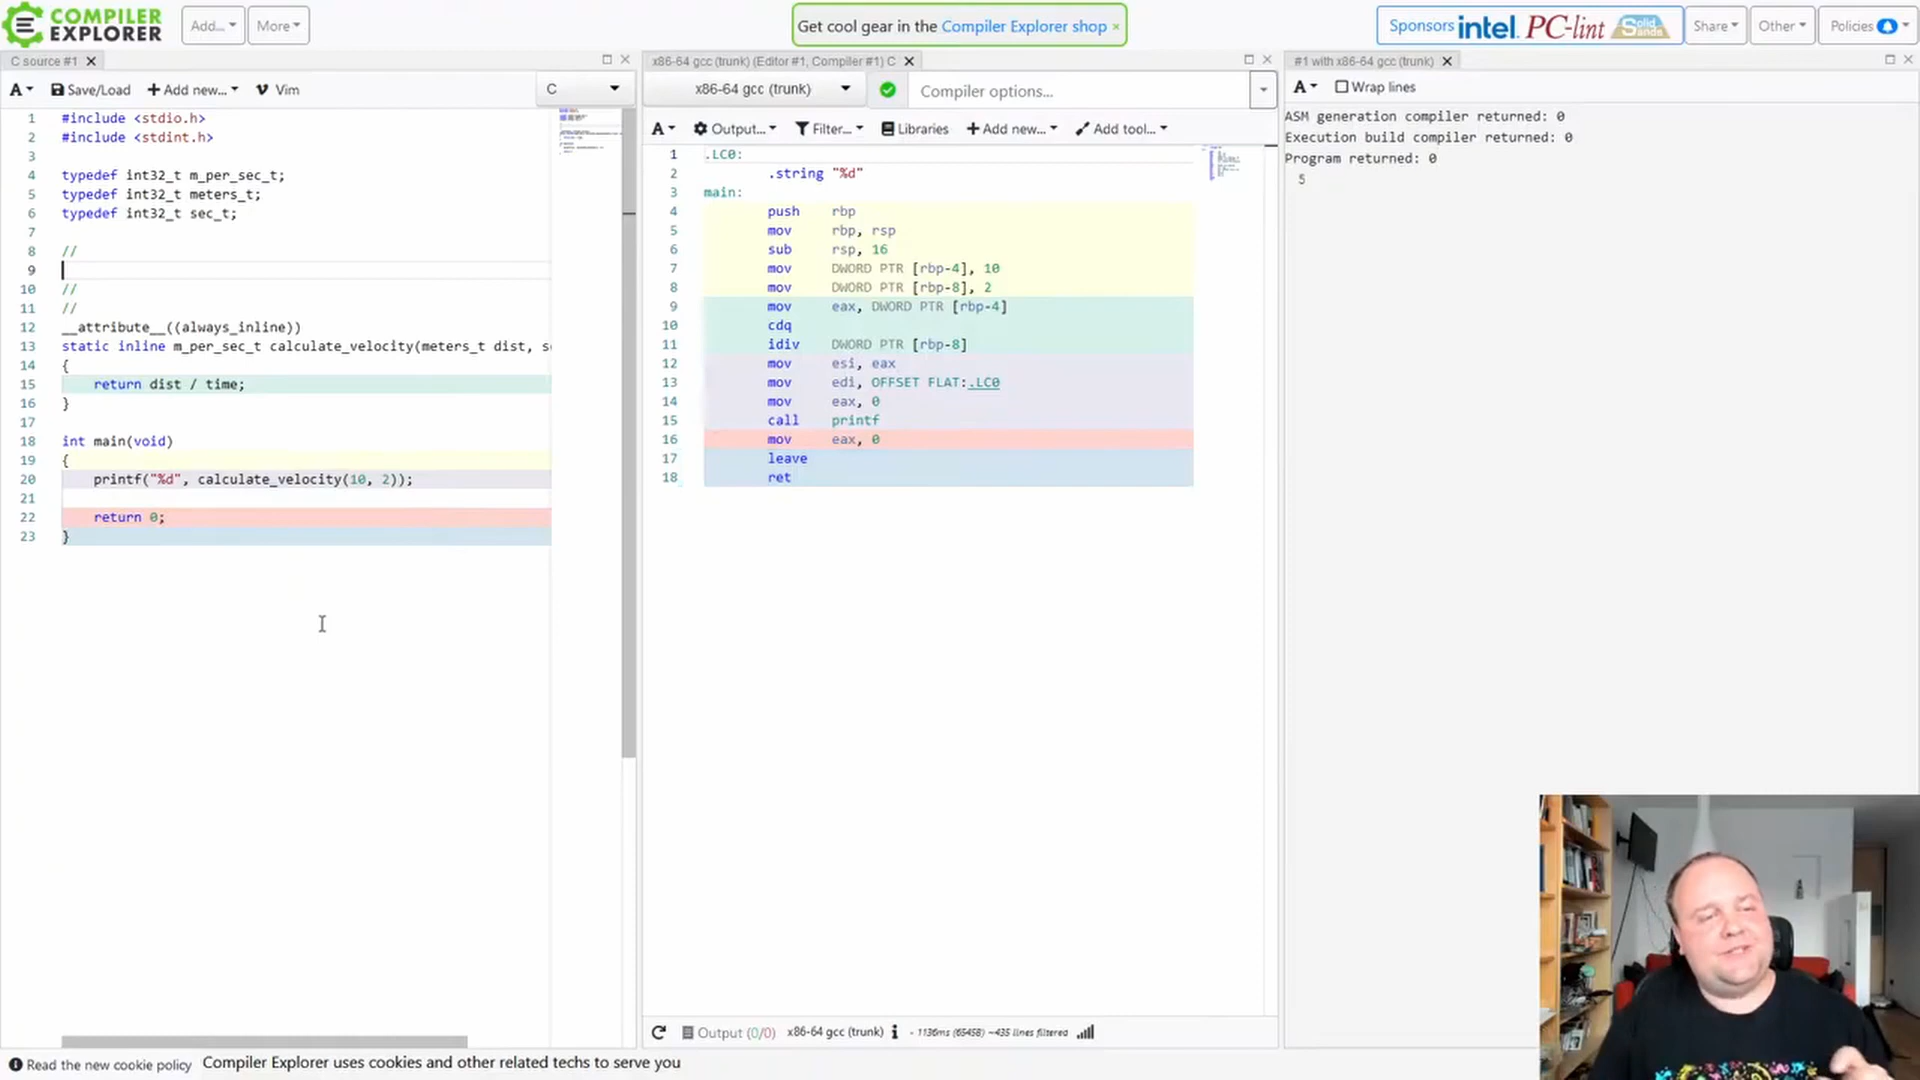 COMPILER
EXPLORER
Add...
More
Get cool gear in the Compiler Explorer shop ×
Sponsors intel. PC-lint Solid Sands
Share
Other
Policies
C source #1
A
Save/Load
Add new...
Vim
C
1 #include <stdio.h>
2 #include <stdint.h>
3
4 typedef int32_t m_per_sec_t;
5 typedef int32_t meters_t;
6 typedef int32_t sec_t;
7
8 //
9
10 //
11 //
12 __attribute__((always_inline))
13 static inline m_per_sec_t calculate_velocity(meters_t dist, s
14 {
15 return dist / time;
16 }
17
18 int main(void)
19 {
20 printf("%d", calculate_velocity(10, 2));
21
22 return 0;
23 }
x86-64 gcc (trunk) (Editor #1, Compiler #1) C
x86-64 gcc (trunk)
Compiler options...
A
Output...
Filter...
Libraries
Add new...
Add tool...
1 .LC0:
2 .string "%d"
3 main:
4 push rbp
5 mov rbp, rsp
6 sub rsp, 16
7 mov DWORD PTR [rbp-4], 10
8 mov DWORD PTR [rbp-8], 2
9 mov eax, DWORD PTR [rbp-4]
10 cdq
11 idiv DWORD PTR [rbp-8]
12 mov esi, eax
13 mov edi, OFFSET FLAT:.LC0
14 mov eax, 0
15 call printf
16 mov eax, 0
17 leave
18 ret
Output (0/0) x86-64 gcc (trunk) i - 1136ms (6545B) ~435 lines filtered
#1 with x86-64 gcc (trunk)
A
Wrap lines
ASM generation compiler returned: 0
Execution build compiler returned: 0
Program returned: 0
5
Read the new cookie policy Compiler Explorer uses cookies and other related techs to serve you